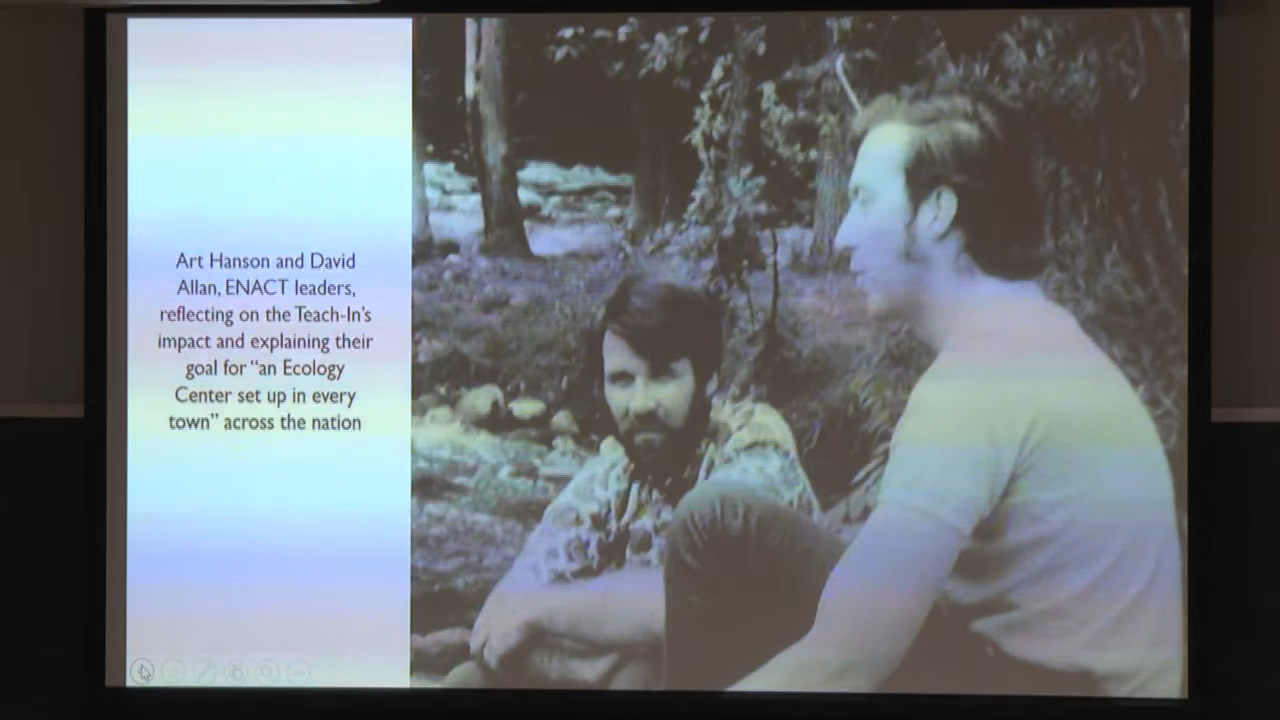 Art Hanson and David
Allan, ENACT leaders,
reflecting on the Teach-In's
impact and explaining their
goal for “an Ecology
Center set up in every
town” across the nation